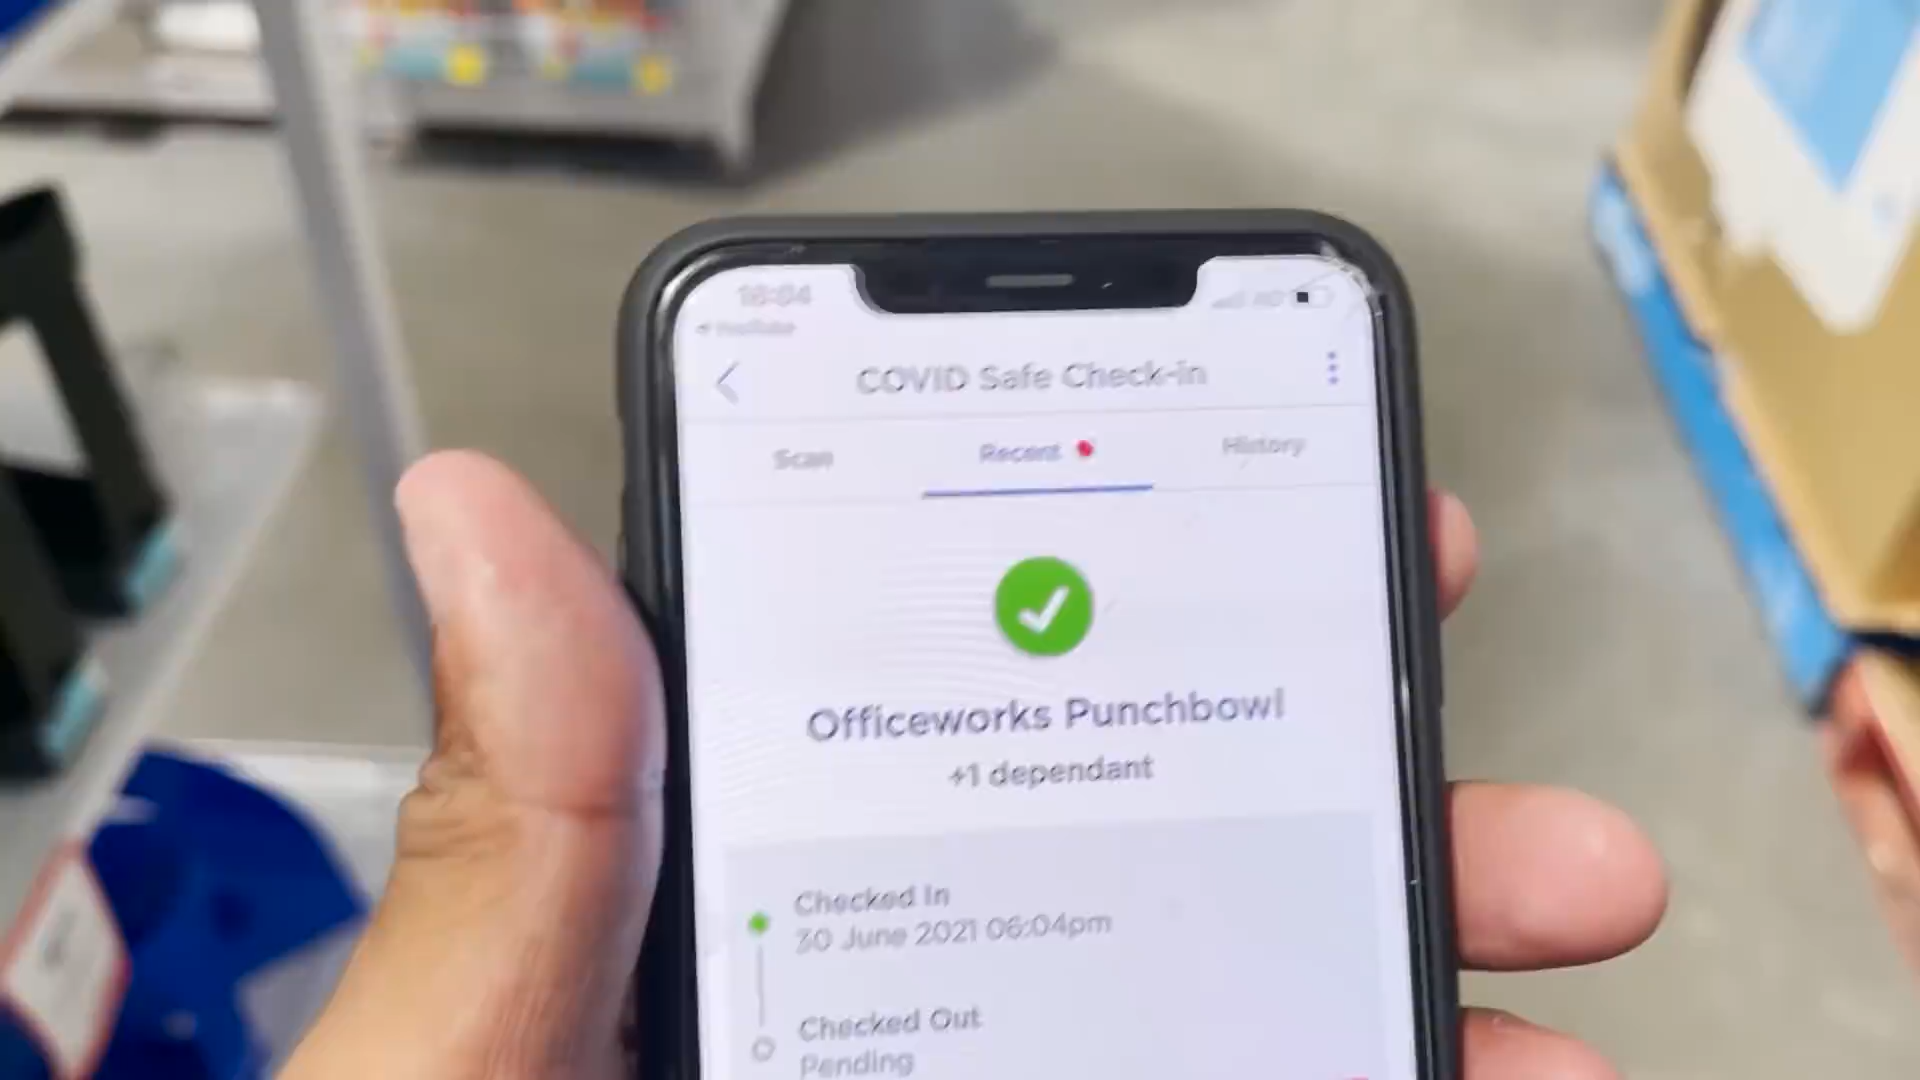 18:04
COVID Safe Check-in
Scan
Recent
History
Officeworks Punchbowl
+1 dependant
Checked In
30 June 2021 06:04pm
Checked Out
Pending